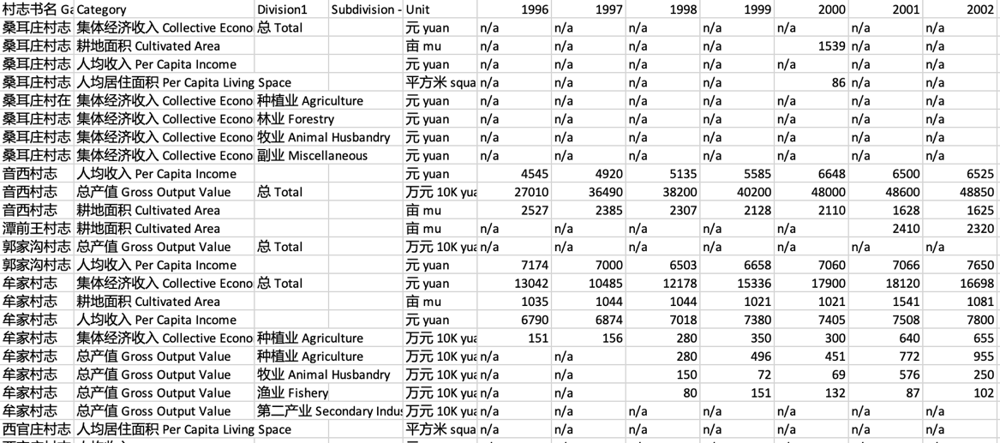 村志书名 Ga Category Division1 Subdivision - Unit 1996 1997 1998 1999 2000 2001 2002
桑耳庄村志 集体经济收入 Collective Econo 总 Total 元 yuan n/a n/a n/a n/a n/a n/a n/a
桑耳庄村志 耕地面积 Cultivated Area 亩 mu n/a n/a n/a n/a 1539 n/a n/a
桑耳庄村志 人均收入 Per Capita Income 元 yuan n/a n/a n/a n/a n/a n/a n/a
桑耳庄村志 人均居住面积 Per Capita Living Space 平方米 squa n/a n/a n/a n/a 86 n/a n/a
桑耳庄村在 集体经济收入 Collective Econo 种植业 Agriculture 元 yuan n/a n/a n/a n/a n/a n/a n/a
桑耳庄村志 集体经济收入 Collective Econo 林业 Forestry 元 yuan n/a n/a n/a n/a n/a n/a n/a
桑耳庄村志 集体经济收入 Collective Econo 牧业 Animal Husbandry 元 yuan n/a n/a n/a n/a n/a n/a n/a
桑耳庄村志 集体经济收入 Collective Econo 副业 Miscellaneous 元 yuan n/a n/a n/a n/a n/a n/a n/a
音西村志 人均收入 Per Capita Income 元 yuan 4545 4920 5135 5585 6648 6500 6525
音西村志 总产值 Gross Output Value 总 Total 万元 10K yua 27010 36490 38200 40200 48000 48600 48850
音西村志 耕地面积 Cultivated Area 亩 mu 2527 2385 2307 2128 2110 1628 1625
潭前王村志 耕地面积 Cultivated Area 亩 mu n/a n/a n/a n/a n/a 2410 2320
郭家沟村志 总产值 Gross Output Value 总 Total 万元 10K yua n/a n/a n/a n/a n/a n/a n/a
郭家沟村志 人均收入 Per Capita Income 元 yuan 7174 7000 6503 6658 7060 7066 7650
牟家村志 集体经济收入 Collective Econo 总 Total 元 yuan 13042 10485 12178 15336 17900 18120 16698
牟家村志 耕地面积 Cultivated Area 亩 mu 1035 1044 1044 1021 1021 1541 1081
牟家村志 人均收入 Per Capita Income 元 yuan 6790 6874 7018 7380 7405 7508 7800
牟家村志 集体经济收入 Collective Econo 种植业 Agriculture 万元 10K yua 151 156 280 350 300 640 655
牟家村志 总产值 Gross Output Value 种植业 Agriculture 万元 10K yua n/a n/a 280 496 451 772 955
牟家村志 总产值 Gross Output Value 牧业 Animal Husbandry 万元 10K yua n/a n/a 150 72 69 576 250
牟家村志 总产值 Gross Output Value 渔业 Fishery 万元 10K yua n/a n/a 80 151 132 87 102
牟家村志 总产值 Gross Output Value 第二产业 Secondary Indus 万元 10K yua n/a n/a n/a n/a n/a n/a n/a
西官庄村志 人均居住面积 Per Capita Living Space 平方米 squa n/a n/a n/a n/a n/a n/a n/a